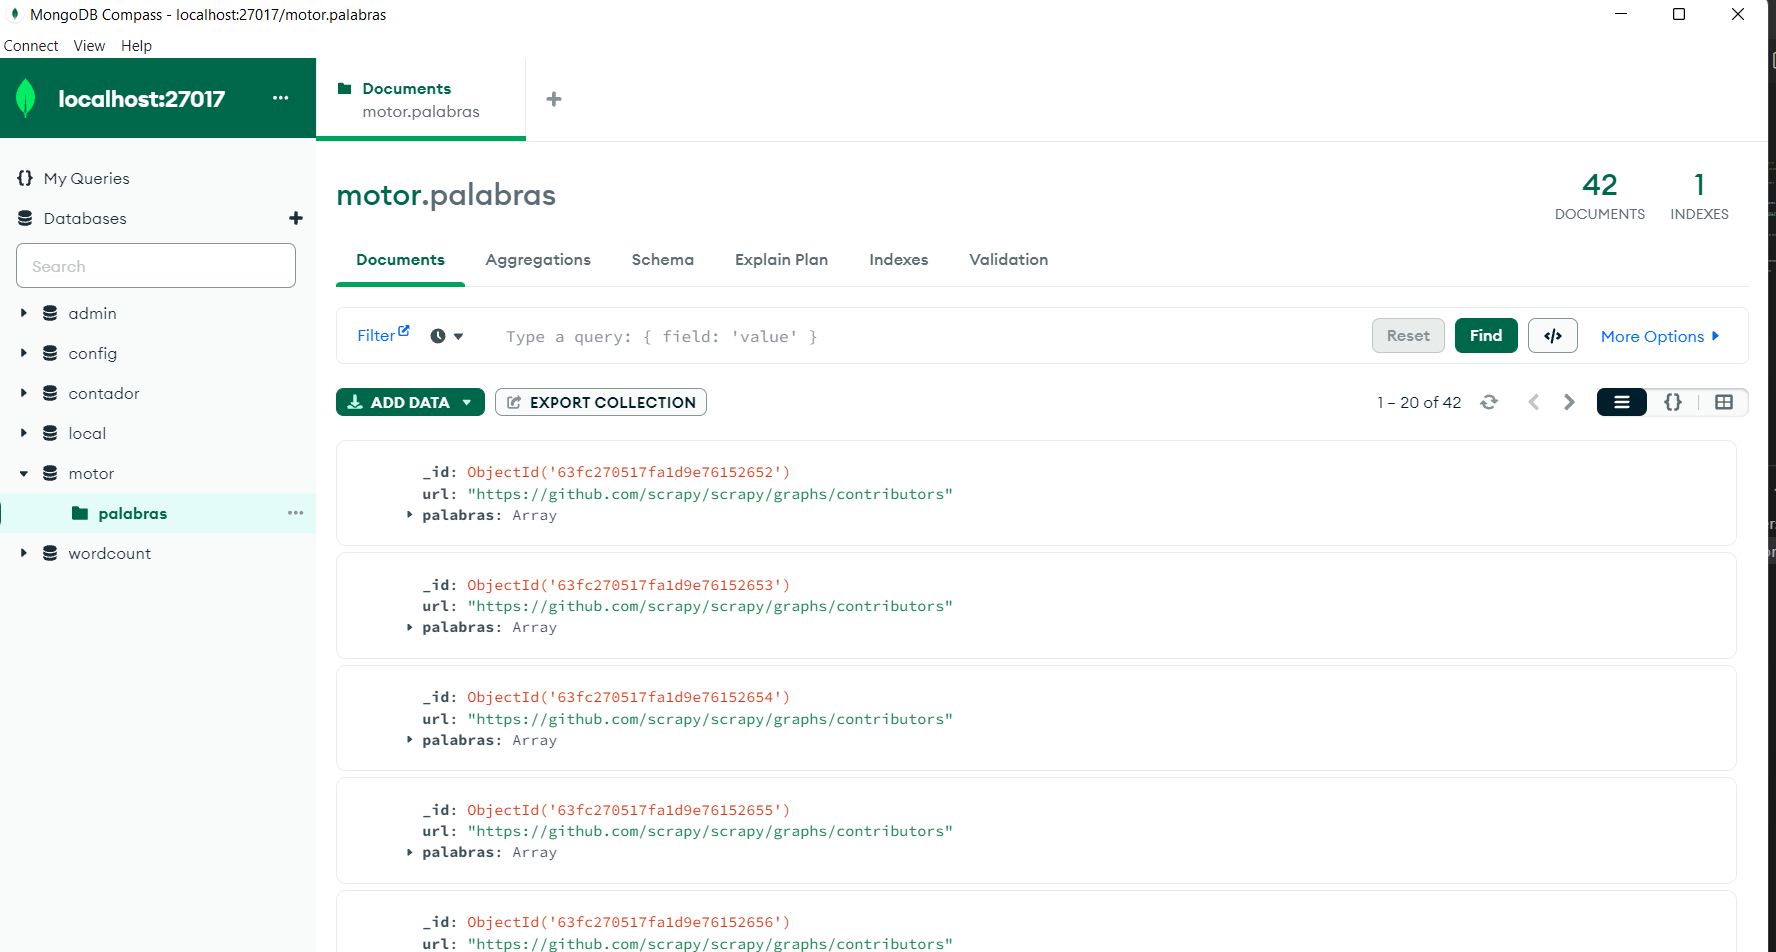 MongoDB Compass - localhost:27017/motor.palabras
Connect View Help
localhost:27017 ...
Documents
motor.palabras
+
{} My Queries
Databases +
Search
admin
config
contador
local
motor
palabras ...
wordcount
motor.palabras
42
DOCUMENTS
1
INDEXES
Documents Aggregations Schema Explain Plan Indexes Validation
Filter Type a query: { field: 'value' } Reset Find </> More Options
ADD DATA EXPORT COLLECTION 1 – 20 of 42 {}
_id: ObjectId('63fc270517fa1d9e76152652')
url: "https://github.com/scrapy/scrapy/graphs/contributors"
palabras: Array
_id: ObjectId('63fc270517fa1d9e76152653')
url: "https://github.com/scrapy/scrapy/graphs/contributors"
palabras: Array
_id: ObjectId('63fc270517fa1d9e76152654')
url: "https://github.com/scrapy/scrapy/graphs/contributors"
palabras: Array
_id: ObjectId('63fc270517fa1d9e76152655')
url: "https://github.com/scrapy/scrapy/graphs/contributors"
palabras: Array
_id: ObjectId('63fc270517fa1d9e76152656')
url: "https://github.com/scrapy/scrapy/graphs/contributors"